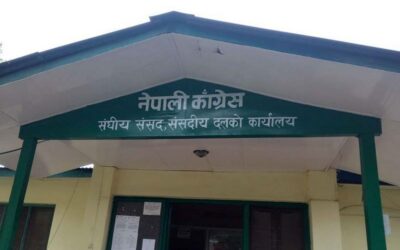 नेपाली काँग्रेस
संघीय संसद, संसदीय दलको कार्यालय